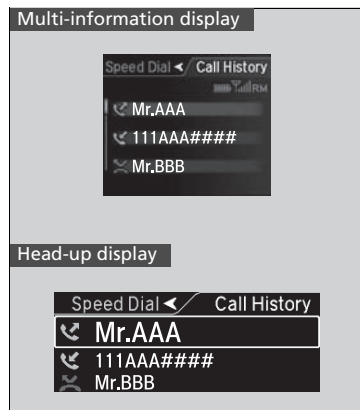 Multi-information display
Speed Dial Call History
RM
Mr.AAA
111AAA####
Mr.BBB
Head-up display
Speed Dial Call History
Mr.AAA
111AAA####
Mr.BBB